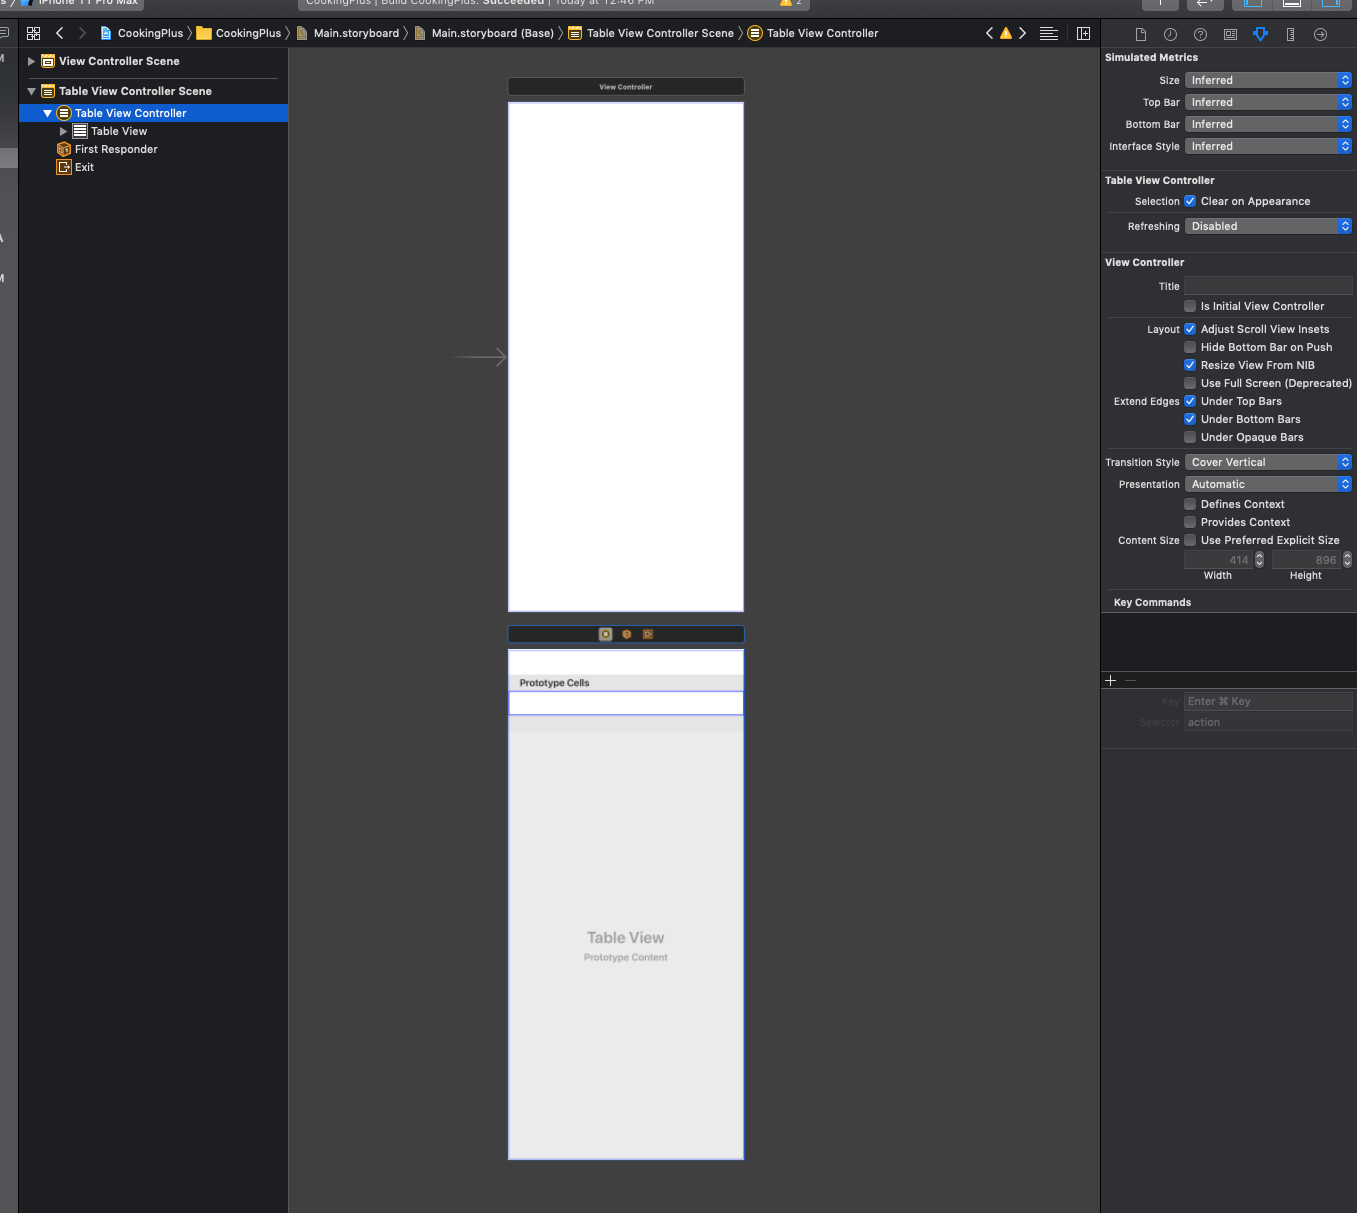 iPhone 11 Pro Max
CookingPlus | Build CookingPlus: Succeeded | Today at 12:46 PM
2
CookingPlus
CookingPlus
Main.storyboard
Main.storyboard (Base)
Table View Controller Scene
Table View Controller
View Controller Scene
Table View Controller Scene
Table View Controller
Table View
First Responder
Exit
View Controller
Prototype Cells
Table View
Prototype Content
Simulated Metrics
Size Inferred
Top Bar Inferred
Bottom Bar Inferred
Interface Style Inferred
Table View Controller
Selection Clear on Appearance
Refreshing Disabled
View Controller
Title
Is Initial View Controller
Layout Adjust Scroll View Insets
Hide Bottom Bar on Push
Resize View From NIB
Use Full Screen (Deprecated)
Extend Edges Under Top Bars
Under Bottom Bars
Under Opaque Bars
Transition Style Cover Vertical
Presentation Automatic
Defines Context
Provides Context
Content Size Use Preferred Explicit Size
414 896
Width Height
Key Commands
Key Enter ⌘ Key
Selector action